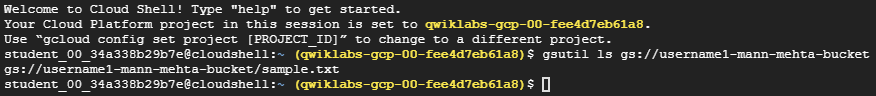 Welcome to Cloud Shell! Type "help" to get started.
Your Cloud Platform project in this session is set to qwiklabs-gcp-00-fee4d7eb61a8.
Use “gcloud config set project [PROJECT_ID]” to change to a different project.
student_00_34a338b29b7e@cloudshell:~ (qwiklabs-gcp-00-fee4d7eb61a8)$ gsutil ls gs://username1-mann-mehta-bucket
gs://username1-mann-mehta-bucket/sample.txt
student_00_34a338b29b7e@cloudshell:~ (qwiklabs-gcp-00-fee4d7eb61a8)$